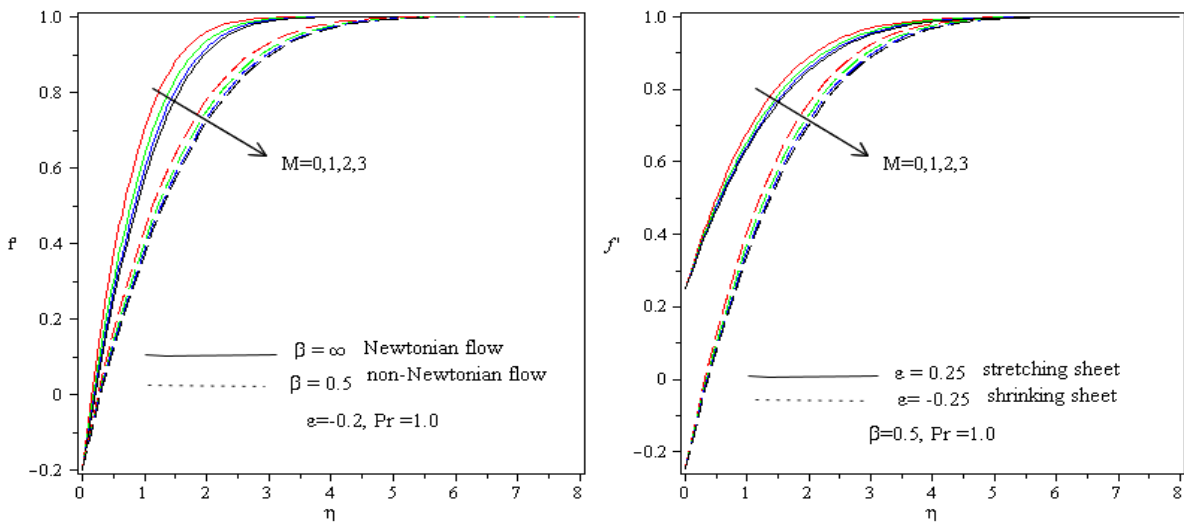 1.0
0.8
0.6
f'
0.4
0.2
0
−0.2
M=0,1,2,3
β = ∞ Newtonian flow
β = 0.5 non-Newtonian flow
ε=-0.2, Pr =1.0
0 1 2 3 4 5 6 7 8
η
1.0
0.8
0.6
f'
0.4
0.2
0
−0.2
M=0,1,2,3
ε = 0.25 stretching sheet
ε= -0.25 shrinking sheet
β=0.5, Pr =1.0
0 1 2 3 4 5 6 7 8
η